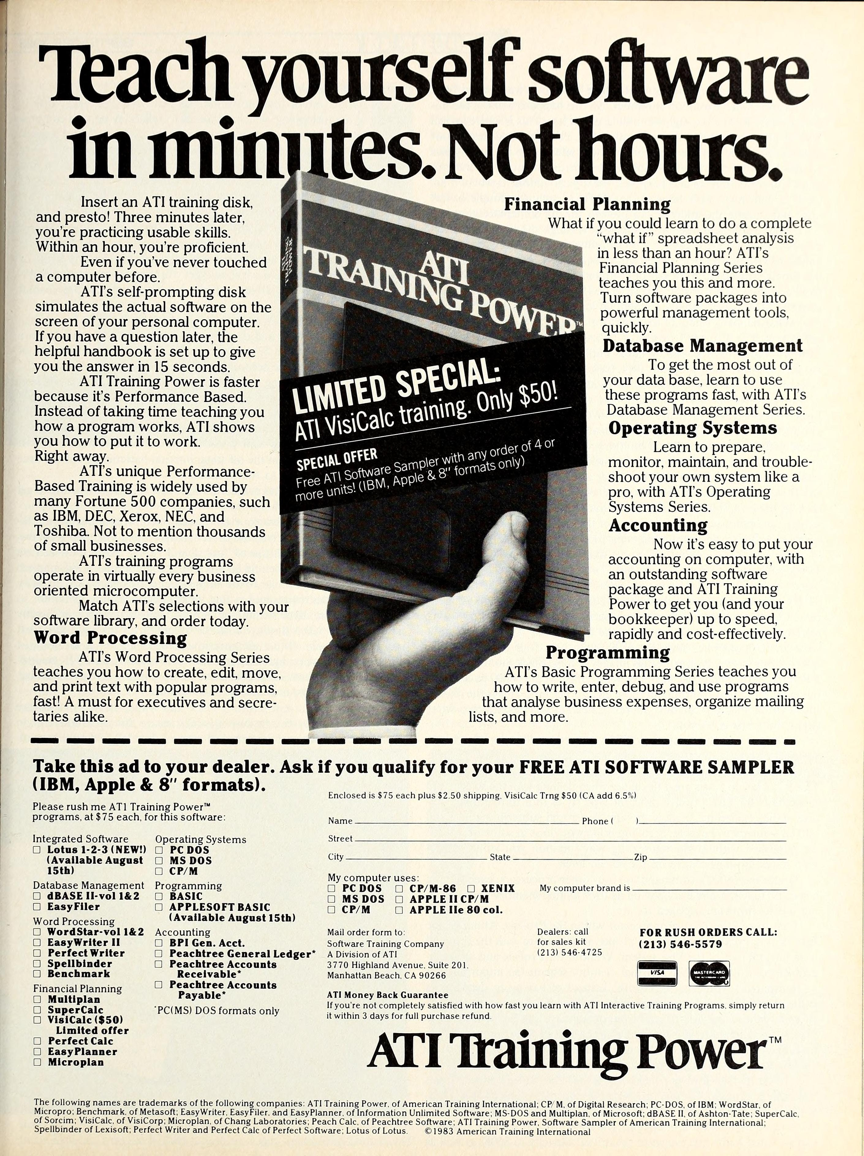 Teach yourself software
in minutes. Not hours.
Insert an ATI training disk,
and presto! Three minutes later,
you're practicing usable skills.
Within an hour, you're proficient.
Even if you've never touched
a computer before.
ATI's self-prompting disk
simulates the actual software on the
screen of your personal computer.
If you have a question later, the
helpful handbook is set up to give
you the answer in 15 seconds.
ATI Training Power is faster
because it's Performance Based.
Instead of taking time teaching you
how a program works, ATI shows
you how to put it to work.
Right away.
ATI's unique Performance-
Based Training is widely used by
many Fortune 500 companies, such
as IBM, DEC, Xerox, NEC, and
Toshiba. Not to mention thousands
of small businesses.
ATI's training programs
operate in virtually every business
oriented microcomputer.
Match ATI's selections with your
software library, and order today.
Word Processing
ATI's Word Processing Series
teaches you how to create, edit, move,
and print text with popular programs,
fast! A must for executives and secre-
taries alike.
ATI
TRAINING
POWER
ATI
TRAINING POWER™
LIMITED SPECIAL:
ATI VisiCalc training. Only $50!
SPECIAL OFFER
Free ATI Software Sampler with any order of 4 or
more units! (IBM, Apple & 8" formats only)
Financial Planning
What if you could learn to do a complete
"what if" spreadsheet analysis
in less than an hour? ATI's
Financial Planning Series
teaches you this and more.
Turn software packages into
powerful management tools,
quickly.
Database Management
To get the most out of
your data base, learn to use
these programs fast, with ATI's
Database Management Series.
Operating Systems
Learn to prepare,
monitor, maintain, and trouble-
shoot your own system like a
pro, with ATI's Operating
Systems Series.
Accounting
Now it's easy to put your
accounting on computer, with
an outstanding software
package and ATI Training
Power to get you (and your
bookkeeper) up to speed,
rapidly and cost-effectively.
Programming
ATI's Basic Programming Series teaches you
how to write, enter, debug, and use programs
that analyse business expenses, organize mailing
lists, and more.
Take this ad to your dealer. Ask if you qualify for your FREE ATI SOFTWARE SAMPLER
(IBM, Apple & 8" formats).
Please rush me ATI Training Power™
programs, at $75 each, for this software:
Integrated Software
Lotus 1-2-3 (NEW!)
(Available August
15th)
Database Management
dBASE II-vol 1&2
EasyFiler
Word Processing
WordStar-vol 1&2
EasyWriter II
Perfect Writer
Spellbinder
Benchmark
Financial Planning
Multiplan
SuperCalc
VisiCalc ($50)
Limited offer
Perfect Calc
EasyPlanner
Microplan
Operating Systems
PC DOS
MS DOS
CP/M
Programming
BASIC
APPLESOFT BASIC
(Available August 15th)
Accounting
BPI Gen. Acct.
Peachtree General Ledger*
Peachtree Accounts
Receivable*
Peachtree Accounts
Payable*
*PC(MS) DOS formats only
Enclosed is $75 each plus $2.50 shipping. VisiCalc Trng $50 (CA add 6.5%)
Name Phone ( )
Street
City State Zip
My computer uses:
PC DOS CP/M-86 XENIX
MS DOS APPLE II CP/M
CP/M APPLE IIe 80 col.
My computer brand is
Mail order form to:
Software Training Company
A Division of ATI
3770 Highland Avenue, Suite 201,
Manhattan Beach, CA 90266
Dealers: call
for sales kit
(213) 546-4725
FOR RUSH ORDERS CALL:
(213) 546-5579
VISA
MASTERCARD
ATI Money Back Guarantee
If you're not completely satisfied with how fast you learn with ATI Interactive Training Programs, simply return
it within 3 days for full purchase refund.
ATI Training Power™
The following names are trademarks of the following companies: ATI Training Power, of American Training International; CP/M, of Digital Research; PC-DOS, of IBM; WordStar, of
Micropro; Benchmark, of Metasoft; EasyWriter, EasyFiler, and EasyPlanner, of Information Unlimited Software; MS-DOS and Multiplan, of Microsoft; dBASE II, of Ashton-Tate; SuperCalc,
of Sorcim; VisiCalc, of VisiCorp; Microplan, of Chang Laboratories; Peach Calc, of Peachtree Software; ATI Training Power, Software Sampler of American Training International;
Spellbinder of Lexisoft; Perfect Writer and Perfect Calc of Perfect Software; Lotus of Lotus. ©1983 American Training International